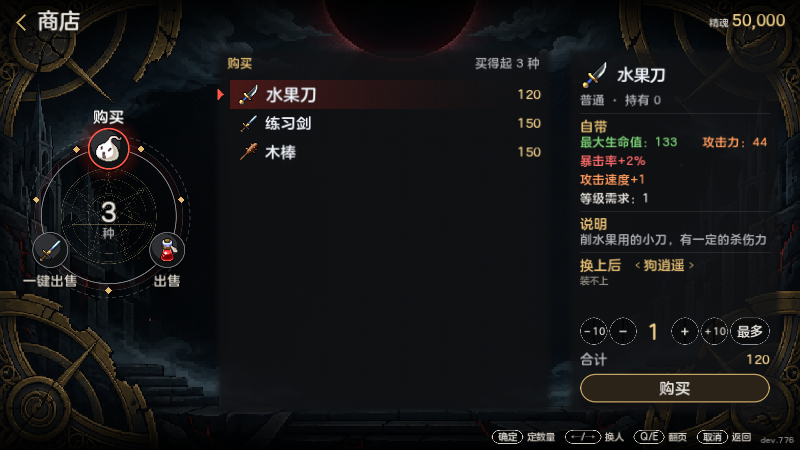 商店
精魂 50,000
购买
3
种
一键出售
出售
购买 买得起 3 种
水果刀 120
练习剑 150
木棒 150
水果刀
普通 · 持有 0
自带
最大生命值: 133 攻击力: 44
暴击率+2%
攻击速度+1
等级需求: 1
说明
削水果用的小刀，有一定的杀伤力
换上后 <狗逍遥>
装不上
-10 - 1 + +10 最多
合计 120
购买
确定 定数量 ←/→ 换人 Q/E 翻页 取消 返回
dev.776